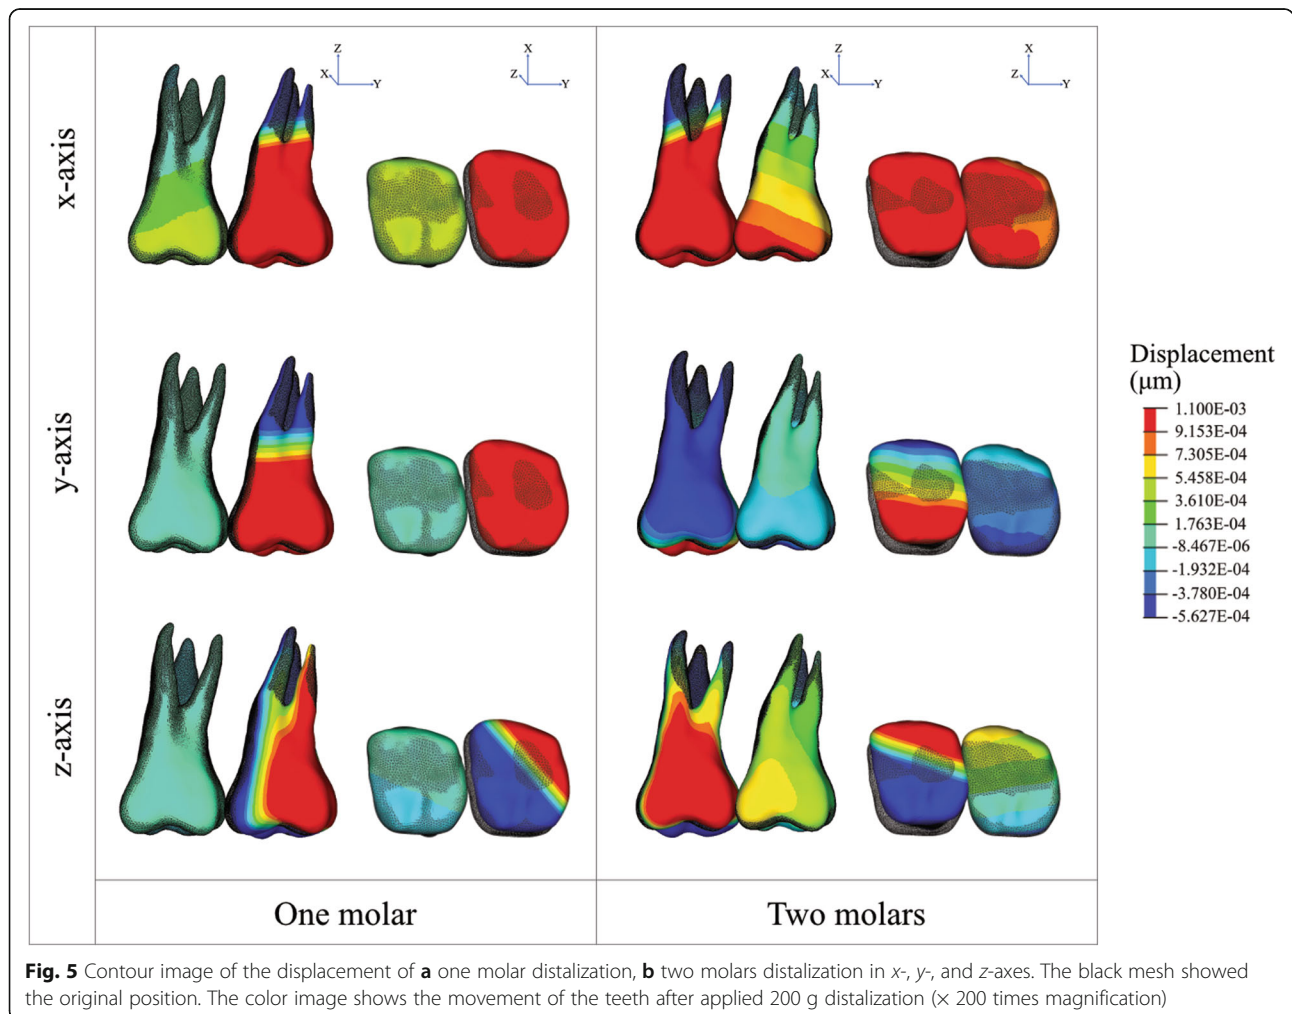 Z
X
Y
X
Z
Y
Z
X
Y
X
Z
Y
x-axis
y-axis
z-axis
Displacement
(μm)
1.100E-03
9.153E-04
7.305E-04
5.458E-04
3.610E-04
1.763E-04
-8.467E-06
-1.932E-04
-3.780E-04
-5.627E-04
One molar
Two molars
Fig. 5 Contour image of the displacement of a one molar distalization, b two molars distalization in x-, y-, and z-axes. The black mesh showed
the original position. The color image shows the movement of the teeth after applied 200 g distalization (× 200 times magnification)